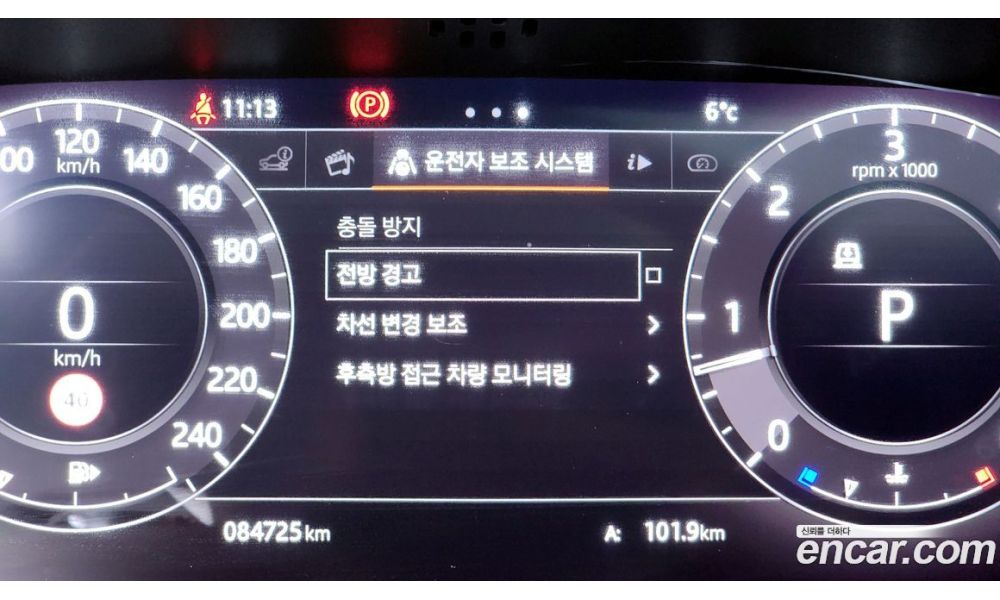 11:13
P
6°c
100
120
km/h
140
160
180
200
220
240
0
km/h
40
i
운전자 보조 시스템
i
충돌 방지
전방 경고
차선 변경 보조
후측방 접근 차량 모니터링
3
rpm x 1000
2
1
0
P
084725 km
A: 101.9km
신뢰를 더하다
encar.com